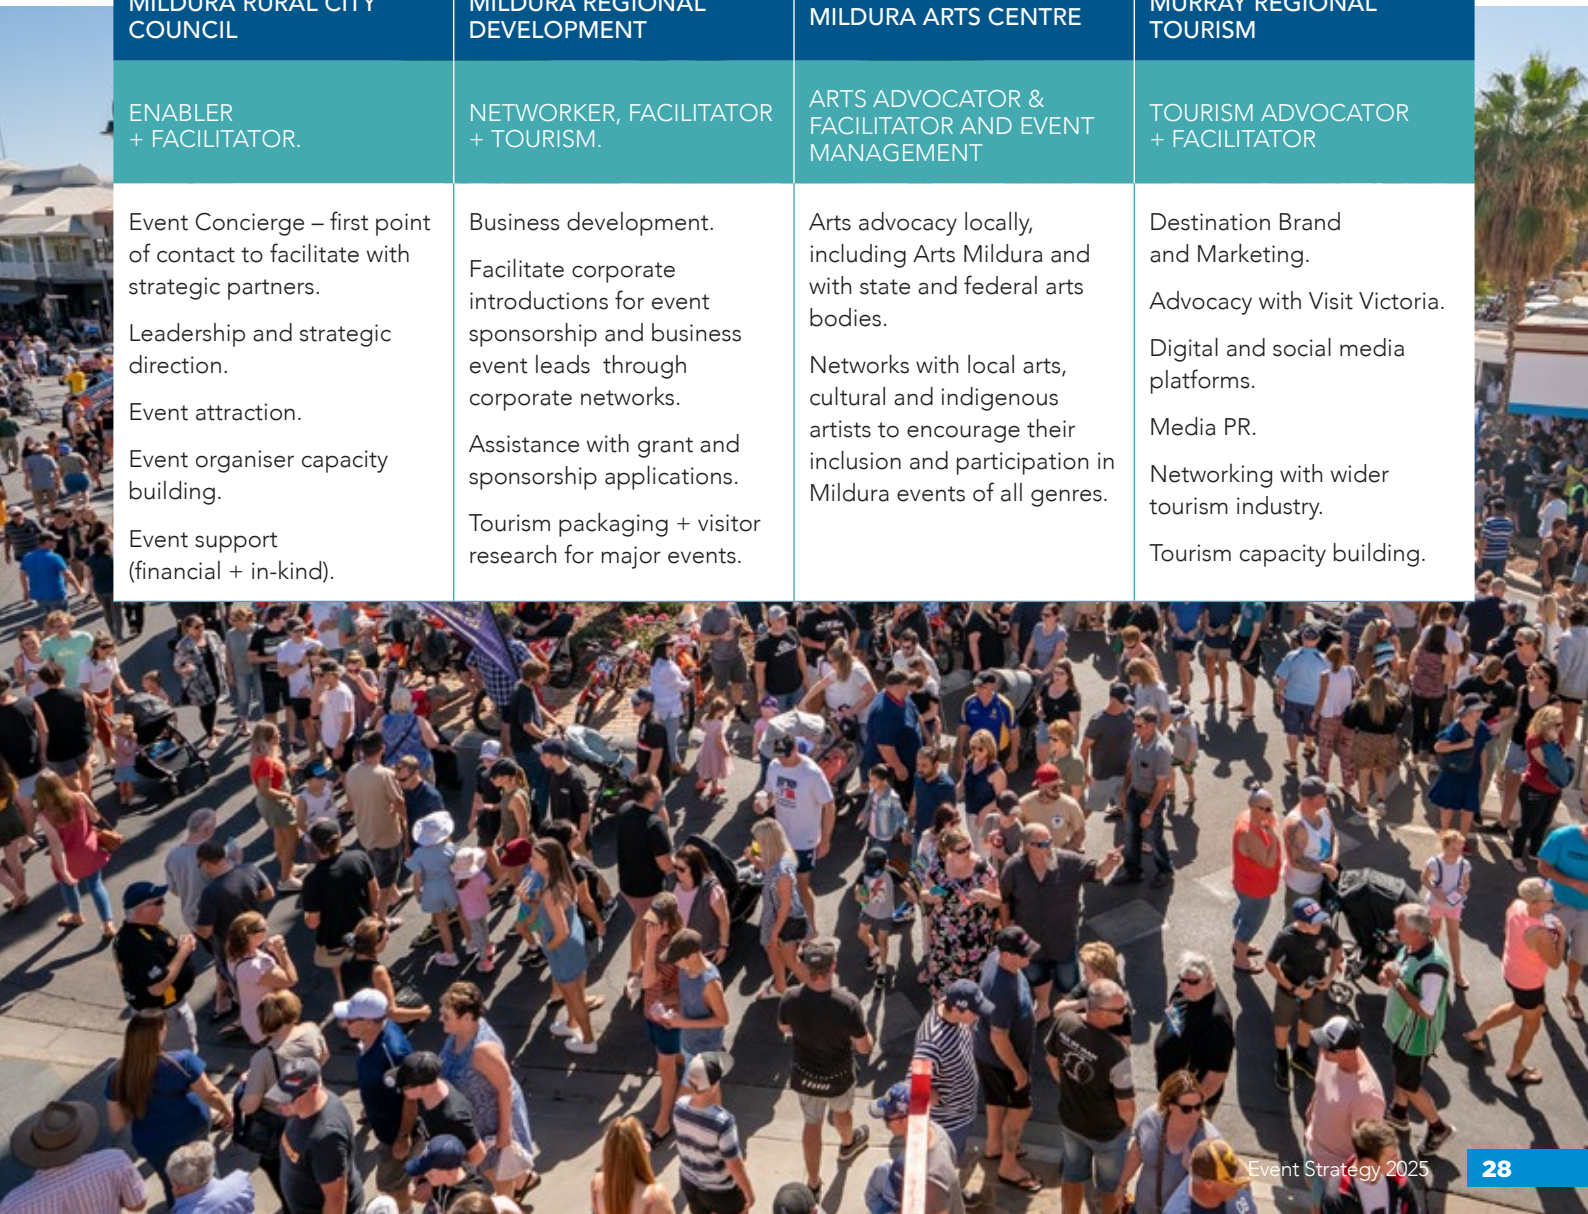 MILDURA RURAL CITY
COUNCIL
MILDURA REGIONAL
DEVELOPMENT
MILDURA ARTS CENTRE
MURRAY REGIONAL
TOURISM
ENABLER
+ FACILITATOR.
NETWORKER, FACILITATOR
+ TOURISM.
ARTS ADVOCATOR &
FACILITATOR AND EVENT
MANAGEMENT
TOURISM ADVOCATOR
+ FACILITATOR
Event Concierge – first point
of contact to facilitate with
strategic partners.
Leadership and strategic
direction.
Event attraction.
Event organiser capacity
building.
Event support
(financial + in-kind).
Business development.
Facilitate corporate
introductions for event
sponsorship and business
event leads  through
corporate networks.
Assistance with grant and
sponsorship applications.
Tourism packaging + visitor
research for major events.
Arts advocacy locally,
including Arts Mildura and
with state and federal arts
bodies.
Networks with local arts,
cultural and indigenous
artists to encourage their
inclusion and participation in
Mildura events of all genres.
Destination Brand
and Marketing.
Advocacy with Visit Victoria.
Digital and social media
platforms.
Media PR.
Networking with wider
tourism industry.
Tourism capacity building.
Event Strategy 2025
28